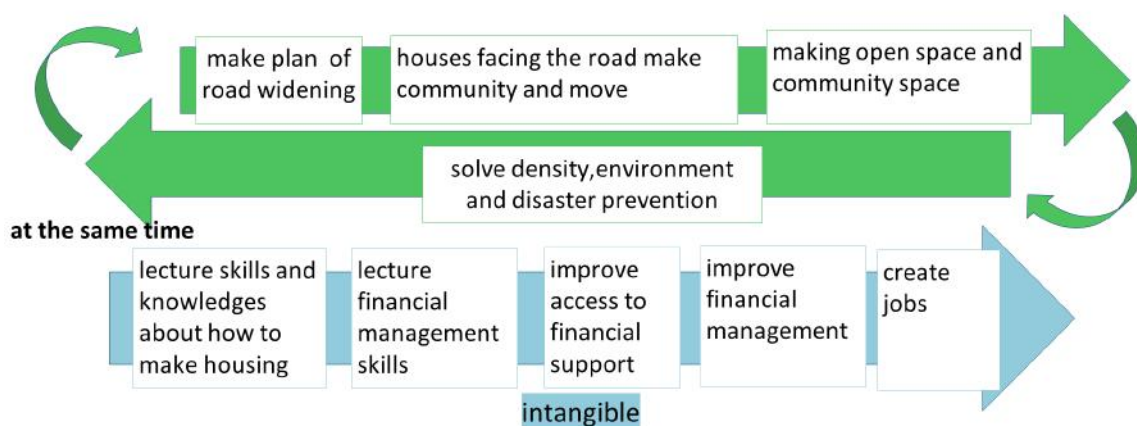 make plan of
road widening
houses facing the road make
community and move
making open space and
community space
solve density,environment
and disaster prevention
at the same time
lecture skills and
knowledges
about how to
make housing
lecture
financial
management
skills
improve
access to
financial
support
improve
financial
management
create
jobs
intangible